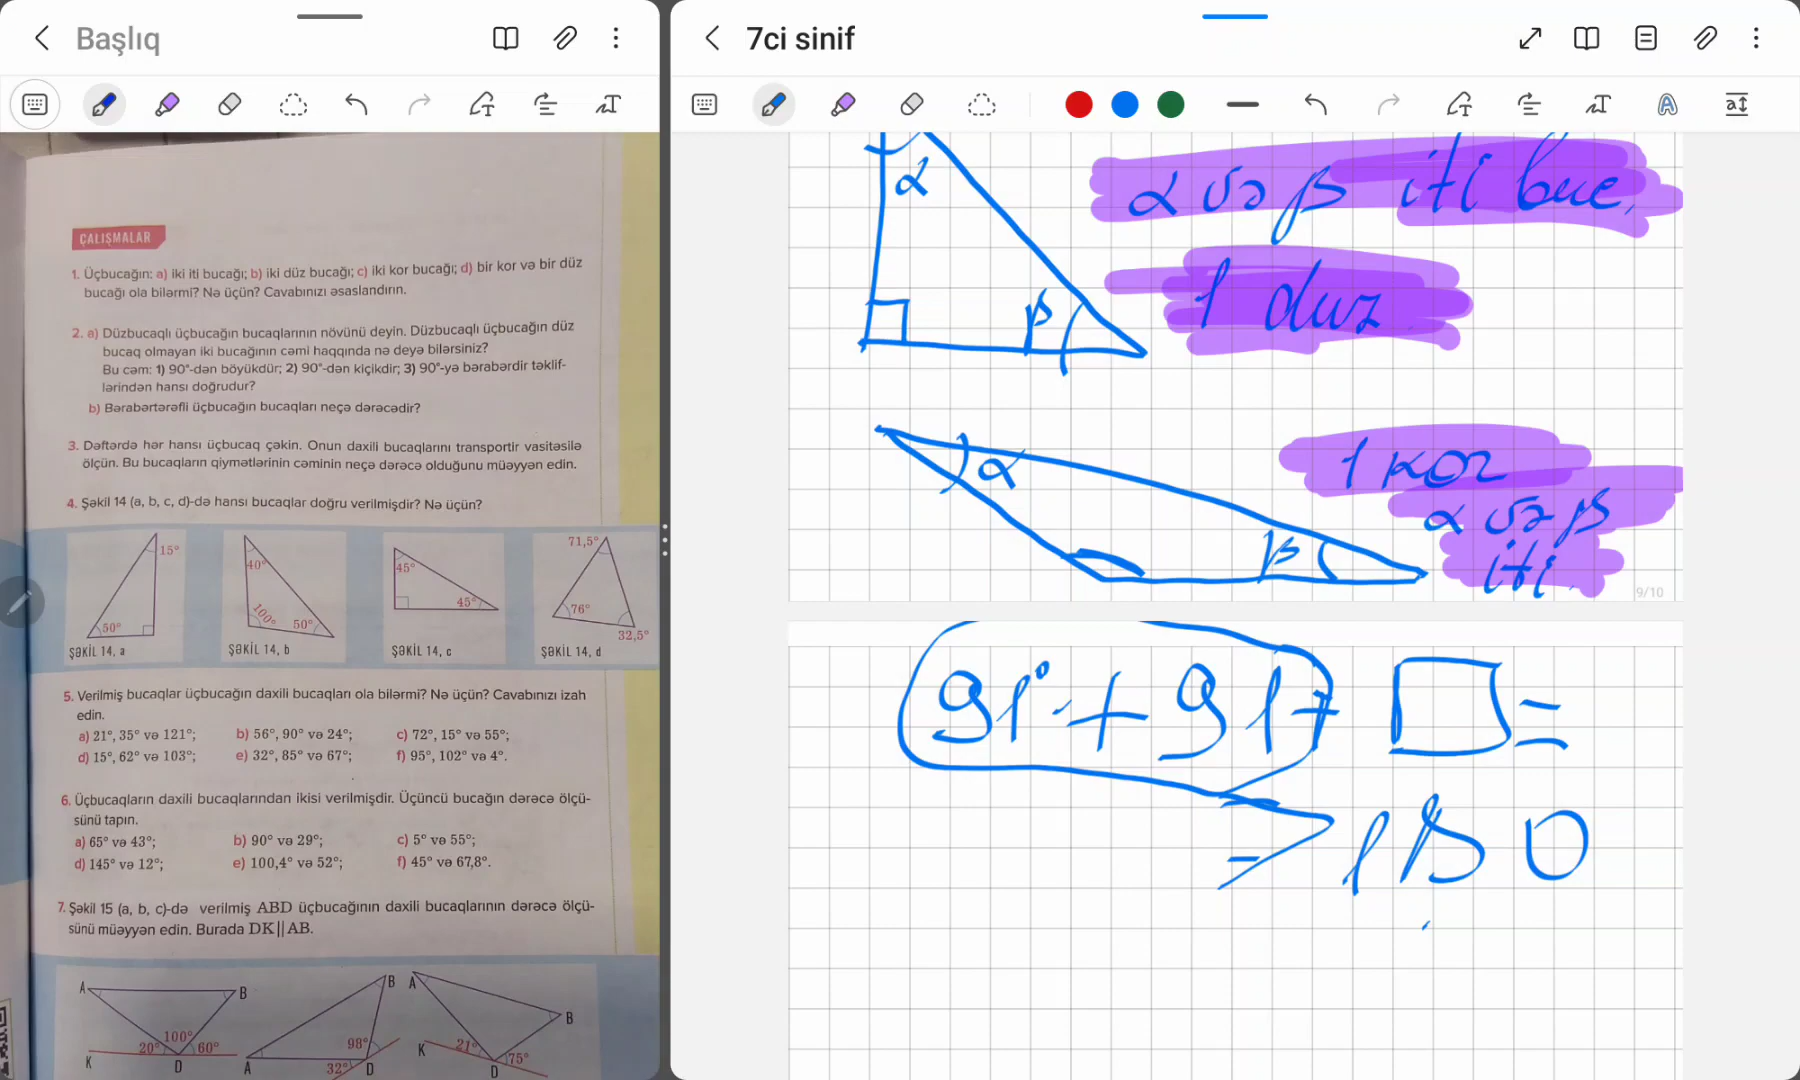 Başlıq
ÇALIŞMALAR
1. Üçbucağın: a) iki iti bucağı; b) iki düz bucağı; c) iki kor bucağı; d) bir kor və bir düz
bucağı ola bilərmi? Nə üçün? Cavabınızı əsaslandırın.
2. a) Düzbucaqlı üçbucağın bucaqlarının növünü deyin. Düzbucaqlı üçbucağın düz
bucaq olmayan iki bucağının cəmi haqqında nə deyə bilərsiniz?
Bu cəm: 1) 90°-dən böyükdür; 2) 90°-dən kiçikdir; 3) 90°-yə bərabərdir təklif-
lərindən hansı doğrudur?
b) Bərabərtərəfli üçbucağın bucaqları neçə dərəcədir?
3. Dəftərdə hər hansı üçbucaq çəkin. Onun daxili bucaqlarını transportir vasitəsilə
ölçün. Bu bucaqların qiymətlərinin cəminin neçə dərəcə olduğunu müəyyən edin.
4. Şəkil 14 (a, b, c, d)-də hansı bucaqlar doğru verilmişdir? Nə üçün?
15°
50°
ŞƏKİL 14, a
40°
100°
50°
ŞƏKİL 14, b
45°
45°
ŞƏKİL 14, c
71,5°
76°
32,5°
ŞƏKİL 14, d
5. Verilmiş bucaqlar üçbucağın daxili bucaqları ola bilərmi? Nə üçün? Cavabınızı izah
edin.
a) 21°, 35° və 121°; b) 56°, 90° və 24°; c) 72°, 15° və 55°;
d) 15°, 62° və 103°; e) 32°, 85° və 67°; f) 95°, 102° və 4°.
6. Üçbucaqların daxili bucaqlarından ikisi verilmişdir. Üçüncü bucağın dərəcə ölçü-
sünü tapın.
a) 65° və 43°; b) 90° və 29°; c) 5° və 55°;
d) 145° və 12°; e) 100,4° və 52°; f) 45° və 67,8°.
7. Şəkil 15 (a, b, c)-də verilmiş ABD üçbucağının daxili bucaqlarının dərəcə ölçü-
sünü müəyyən edin. Burada DK||AB.
A B
100°
20° 60°
K D
B
98°
A 32° D
A
B
K 21° 75°
D
7ci sinif
α
α və β iti buc.
1 düz
β
α
1 kor
α və β
iti.
β
9/10
91° + 91 + □ =
=> 180